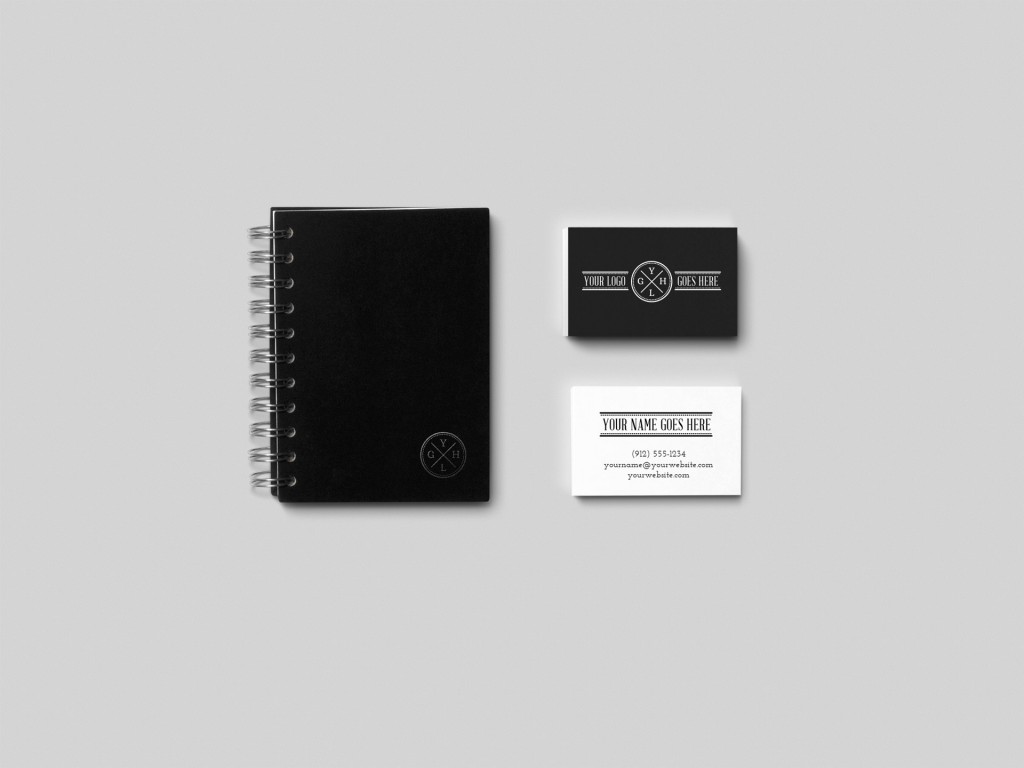 Y
G H
L
YOUR LOGO GOES HERE
Y
G H
L
YOUR NAME GOES HERE
(912) 555-1234
yourname@yourwebsite.com
yourwebsite.com